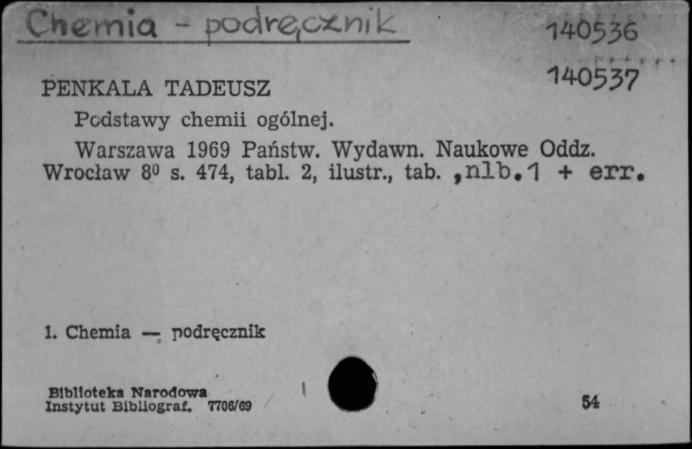 Chemia - podręcznik
140536
140537
PENKALA TADEUSZ
Podstawy chemii ogólnej.
Warszawa 1969 Państw. Wydawn. Naukowe Oddz.
Wrocław 8⁰ s. 474, tabl. 2, ilustr., tab. ,nlb.1 + err.
1. Chemia — podręcznik
Biblioteka Narodowa
Instytut Bibliograf. 7706/69
54